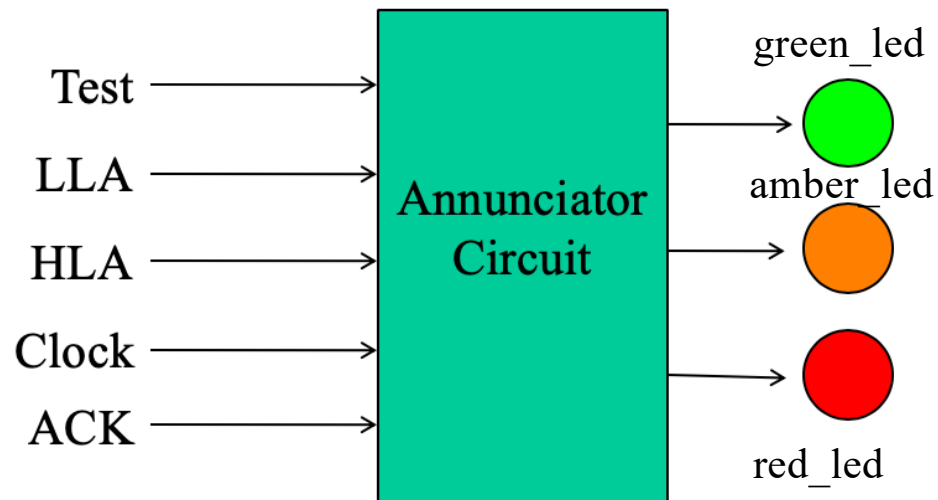 Test
LLA
HLA
Clock
ACK
Annunciator
Circuit
green_led
amber_led
red_led